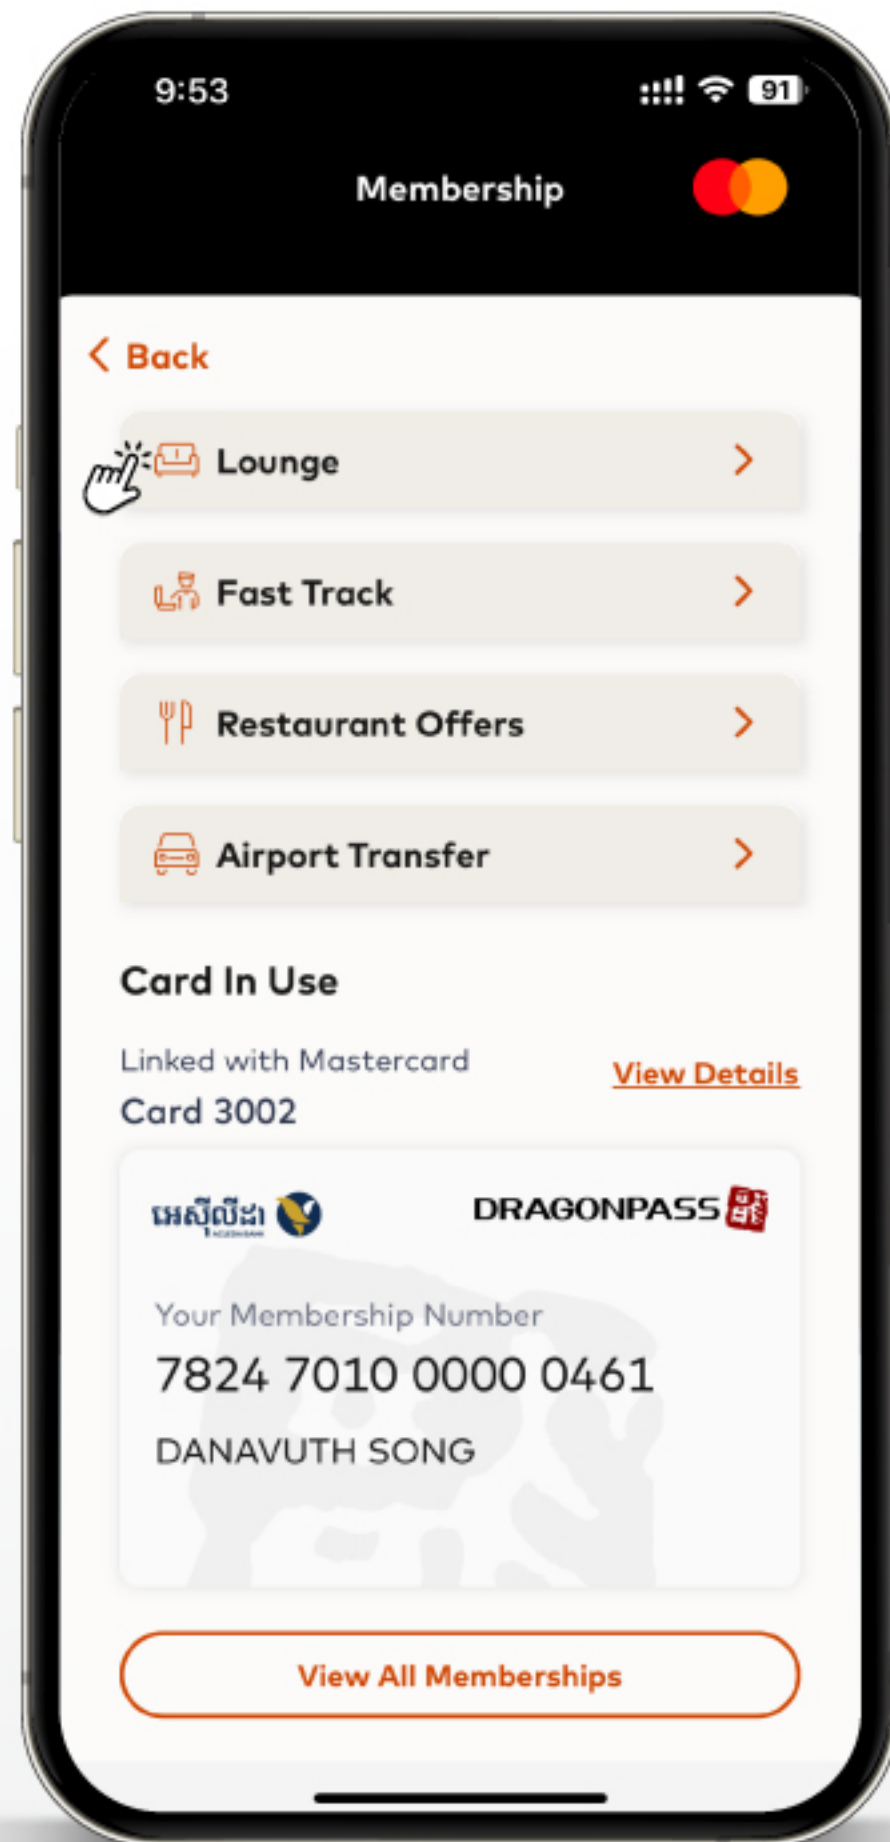 9:53
91
Membership
Back
Lounge
Fast Track
Restaurant Offers
Airport Transfer
Card In Use
Linked with Mastercard
View Details
Card 3002
អេស៊ីលីដា
ACLEDA BANK
DRAGONPASS
Your Membership Number
7824 7010 0000 0461
DANAVUTH SONG
View All Memberships